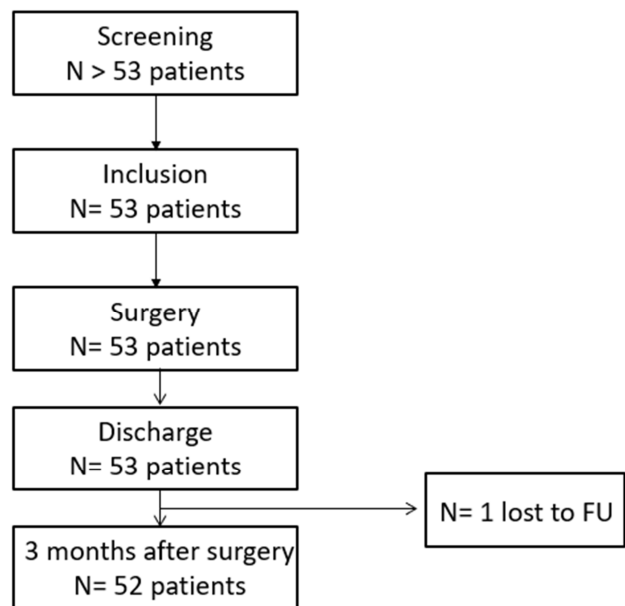 Screening
N > 53 patients
Inclusion
N= 53 patients
Surgery
N= 53 patients
Discharge
N= 53 patients
N= 1 lost to FU
3 months after surgery
N= 52 patients